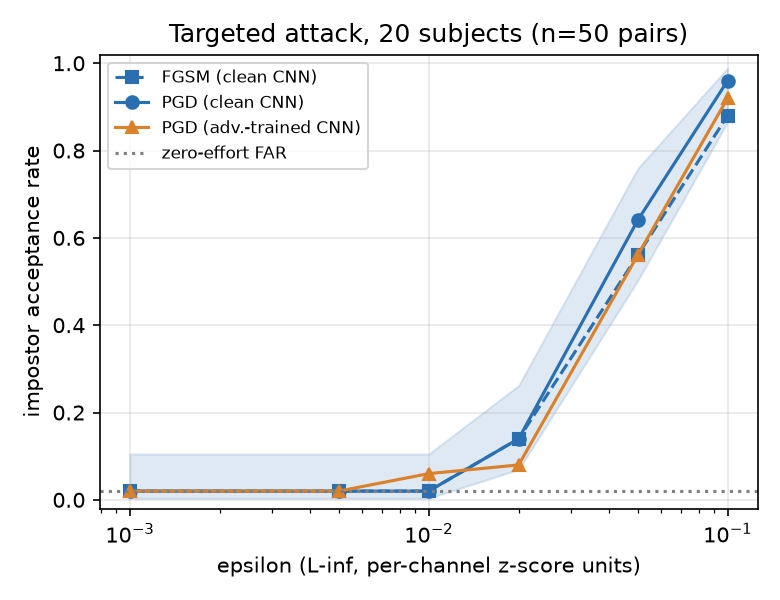 Targeted attack, 20 subjects (n=50 pairs)
FGSM (clean CNN)
PGD (clean CNN)
PGD (adv.-trained CNN)
zero-effort FAR
impostor acceptance rate
1.0
0.8
0.6
0.4
0.2
0.0
10⁻³
10⁻²
10⁻¹
epsilon (L-inf, per-channel z-score units)